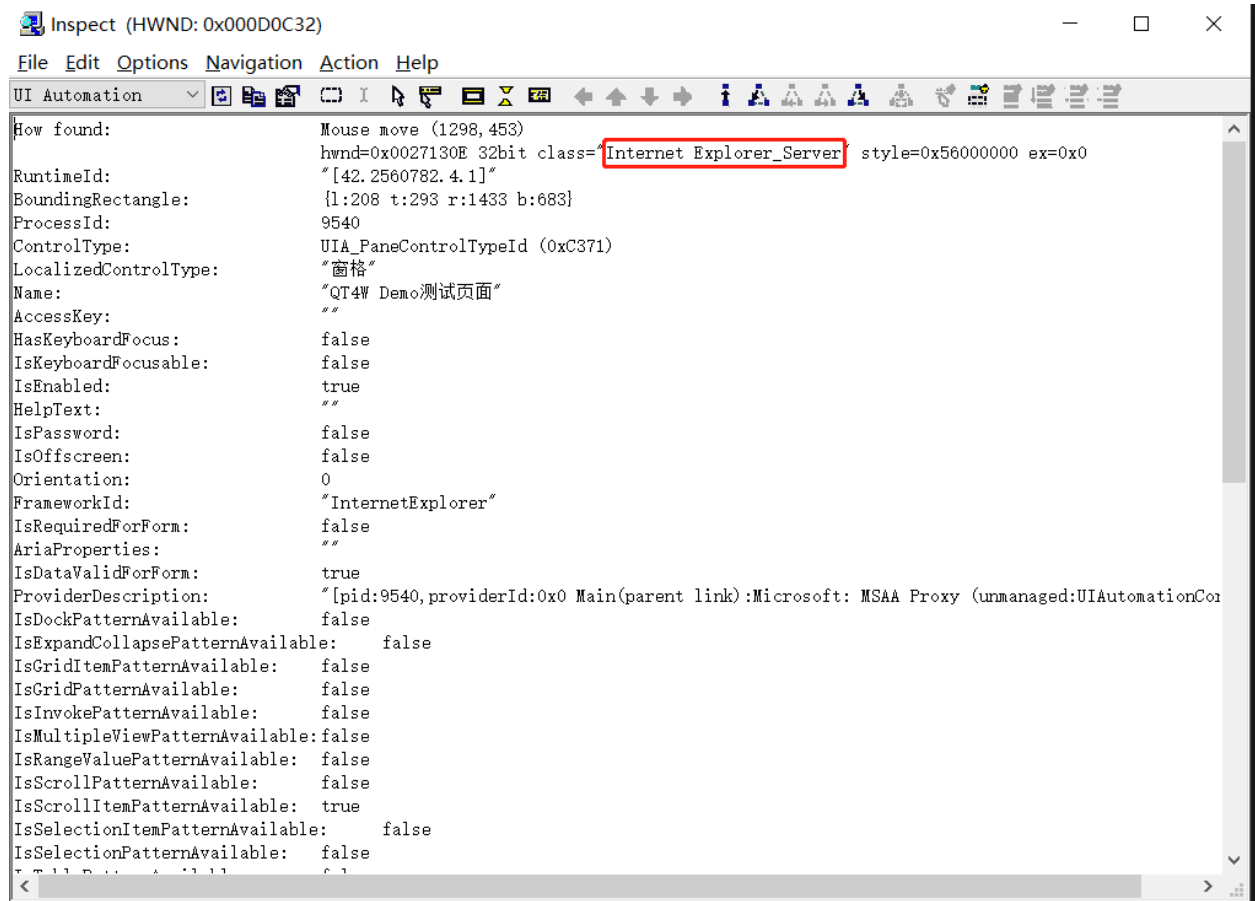 Inspect (HWND: 0x000D0C32)
File Edit Options Navigation Action Help
UI Automation
How found: Mouse move (1298,453)
hwnd=0x0027130E 32bit class="Internet Explorer_Server" style=0x56000000 ex=0x0
RuntimeId: "[42.2560782.4.1]"
BoundingRectangle: {l:208 t:293 r:1433 b:683}
ProcessId: 9540
ControlType: UIA_PaneControlTypeId (0xC371)
LocalizedControlType: "窗格"
Name: "QT4W Demo测试页面"
AccessKey: ""
HasKeyboardFocus: false
IsKeyboardFocusable: false
IsEnabled: true
HelpText: ""
IsPassword: false
IsOffscreen: false
Orientation: 0
FrameworkId: "InternetExplorer"
IsRequiredForForm: false
AriaProperties: ""
IsDataValidForForm: true
ProviderDescription: "[pid:9540,providerId:0x0 Main(parent link):Microsoft: MSAA Proxy (unmanaged:UIAutomationCo
IsDockPatternAvailable: false
IsExpandCollapsePatternAvailable: false
IsGridItemPatternAvailable: false
IsGridPatternAvailable: false
IsInvokePatternAvailable: false
IsMultipleViewPatternAvailable: false
IsRangeValuePatternAvailable: false
IsScrollPatternAvailable: false
IsScrollItemPatternAvailable: true
IsSelectionItemPatternAvailable: false
IsSelectionPatternAvailable: false